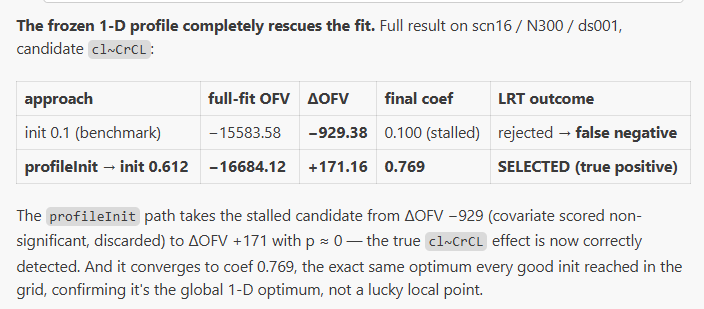 The frozen 1-D profile completely rescues the fit. Full result on scn16 / N300 / ds001,
candidate cl~CrCL:
approach full-fit OFV ΔOFV final coef LRT outcome
init 0.1 (benchmark) −15583.58 −929.38 0.100 (stalled) rejected → false negative
profileInit → init 0.612 −16684.12 +171.16 0.769 SELECTED (true positive)
The profileInit path takes the stalled candidate from ΔOFV −929 (covariate scored non-
significant, discarded) to ΔOFV +171 with p ≈ 0 — the true cl~CrCL effect is now correctly
detected. And it converges to coef 0.769, the exact same optimum every good init reached in the
grid, confirming it's the global 1-D optimum, not a lucky local point.